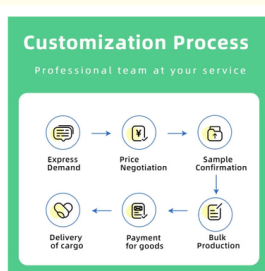 Customization Process
Professional team at your service
Express
Demand
Price
Negotiation
Sample
Confirmation
Delivery
of cargo
Payment
for goods
Bulk
Production